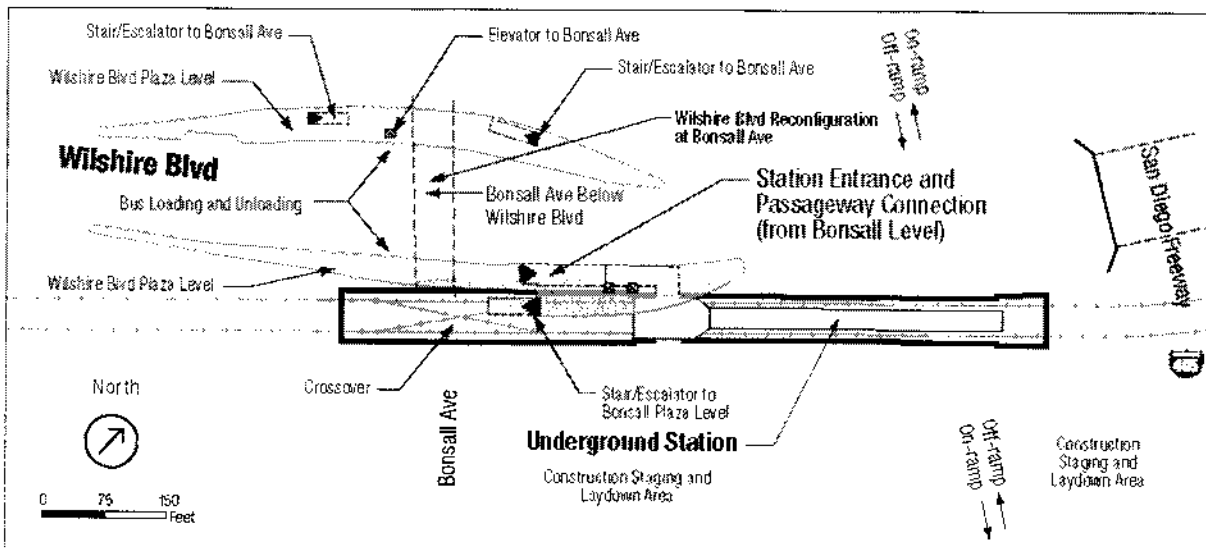 Stair/Escalator to Bonsall Ave
Elevator to Bonsall Ave
Stair/Escalator to Bonsall Ave
Off-ramp
On-ramp
Wilshire Blvd Plaza Level
Wilshire Blvd Reconfiguration
at Bonsall Ave
Wilshire Blvd
San Diego Freeway
Station Entrance and
Passageway Connection
(from Bonsall Level)
Bus Loading and Unloading
Bonsall Ave Below
Wilshire Blvd
Wilshire Blvd Plaza Level
North
Crossover
Bonsall Ave
Stair/Escalator to
Bonsall Plaza Level
Underground Station
Construction Staging and
Laydown Area
On-ramp
Off-ramp
Construction
Staging and
Laydown Area
0 75 150
Feet